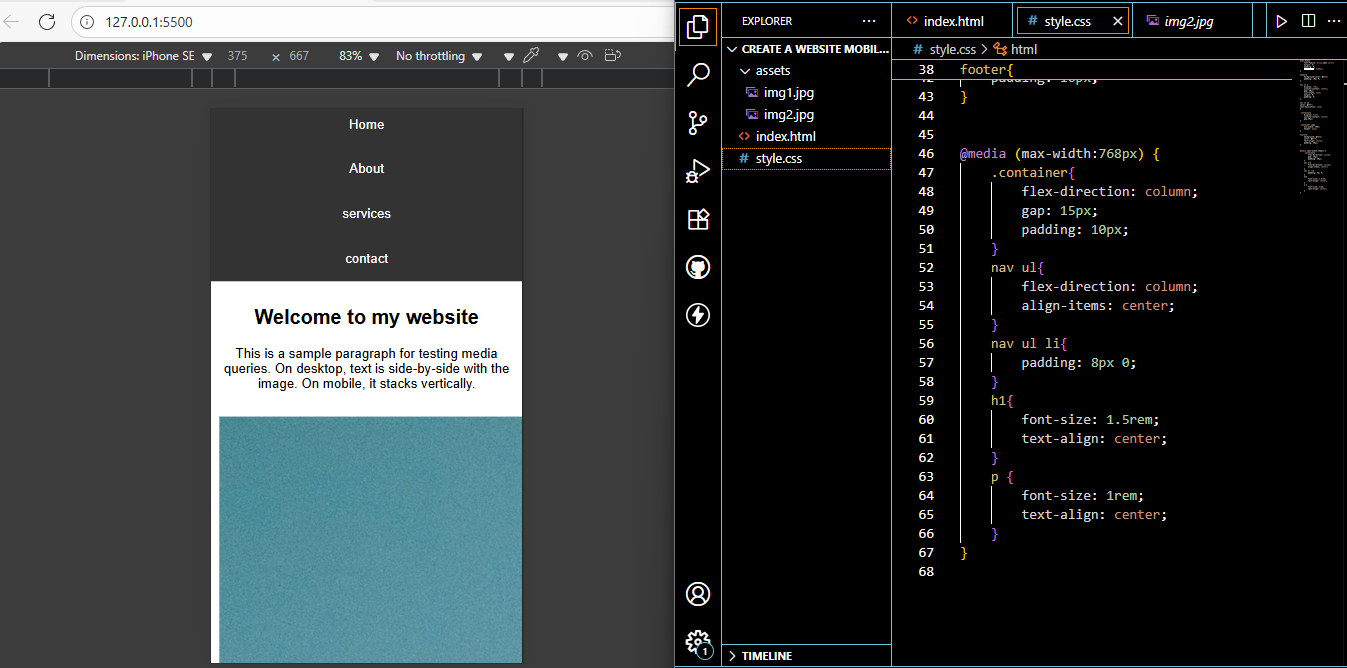 127.0.0.1:5500
Dimensions: iPhone SE 375 × 667 83% No throttling
Home
About
services
contact
Welcome to my website
This is a sample paragraph for testing media
queries. On desktop, text is side-by-side with the
image. On mobile, it stacks vertically.
EXPLORER ...
CREATE A WEBSITE MOBIL...
assets
img1.jpg
img2.jpg
<> index.html
# style.css
TIMELINE
1
<> index.html # style.css × img2.jpg ...
# style.css > html
38 footer{
43 }
44
45
46 @media (max-width:768px) {
47 .container{
48 flex-direction: column;
49 gap: 15px;
50 padding: 10px;
51 }
52 nav ul{
53 flex-direction: column;
54 align-items: center;
55 }
56 nav ul li{
57 padding: 8px 0;
58 }
59 h1{
60 font-size: 1.5rem;
61 text-align: center;
62 }
63 p {
64 font-size: 1rem;
65 text-align: center;
66 }
67 }
68